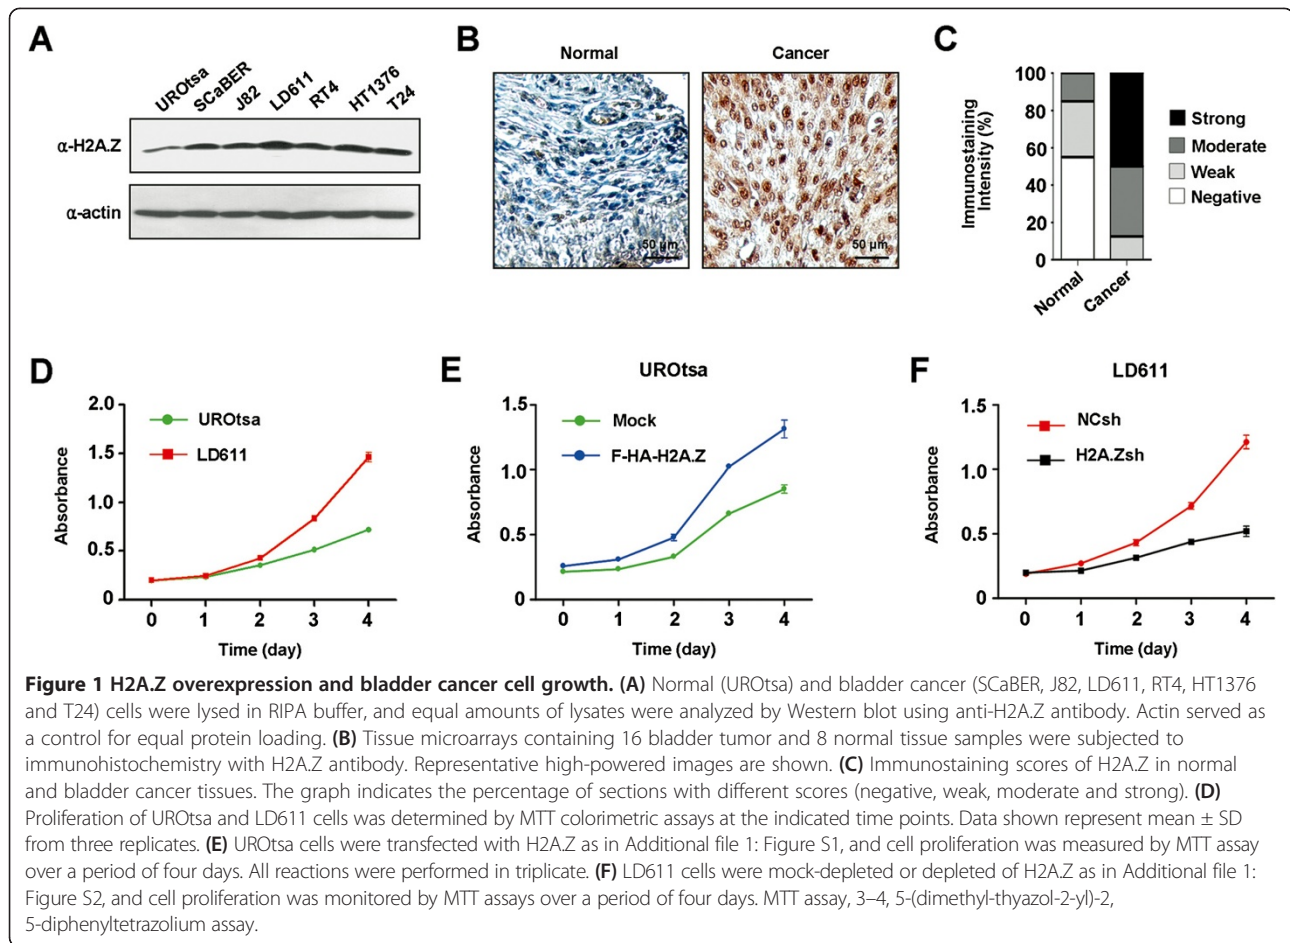 A
UROtsa
SCaBER
J82
LD611
RT4
HT1376
T24
α-H2A.Z
α-actin
B
Normal
Cancer
50 μm
50 μm
C
Immunostaining
Intensity (%)
100
80
60
40
20
0
Normal
Cancer
Strong
Moderate
Weak
Negative
D
2.0
1.5
1.0
0.5
0
Absorbance
UROtsa
LD611
0 1 2 3 4
Time (day)
E
UROtsa
1.5
1.0
0.5
0
Absorbance
Mock
F-HA-H2A.Z
0 1 2 3 4
Time (day)
F
LD611
1.5
1.0
0.5
0
Absorbance
NCsh
H2A.Zsh
0 1 2 3 4
Time (day)
Figure 1 H2A.Z overexpression and bladder cancer cell growth. (A) Normal (UROtsa) and bladder cancer (SCaBER, J82, LD611, RT4, HT1376
and T24) cells were lysed in RIPA buffer, and equal amounts of lysates were analyzed by Western blot using anti-H2A.Z antibody. Actin served as
a control for equal protein loading. (B) Tissue microarrays containing 16 bladder tumor and 8 normal tissue samples were subjected to
immunohistochemistry with H2A.Z antibody. Representative high-powered images are shown. (C) Immunostaining scores of H2A.Z in normal
and bladder cancer tissues. The graph indicates the percentage of sections with different scores (negative, weak, moderate and strong). (D)
Proliferation of UROtsa and LD611 cells was determined by MTT colorimetric assays at the indicated time points. Data shown represent mean ± SD
from three replicates. (E) UROtsa cells were transfected with H2A.Z as in Additional file 1: Figure S1, and cell proliferation was measured by MTT assay
over a period of four days. All reactions were performed in triplicate. (F) LD611 cells were mock-depleted or depleted of H2A.Z as in Additional file 1:
Figure S2, and cell proliferation was monitored by MTT assays over a period of four days. MTT assay, 3–4, 5-(dimethyl-thyazol-2-yl)-2,
5-diphenyltetrazolium assay.